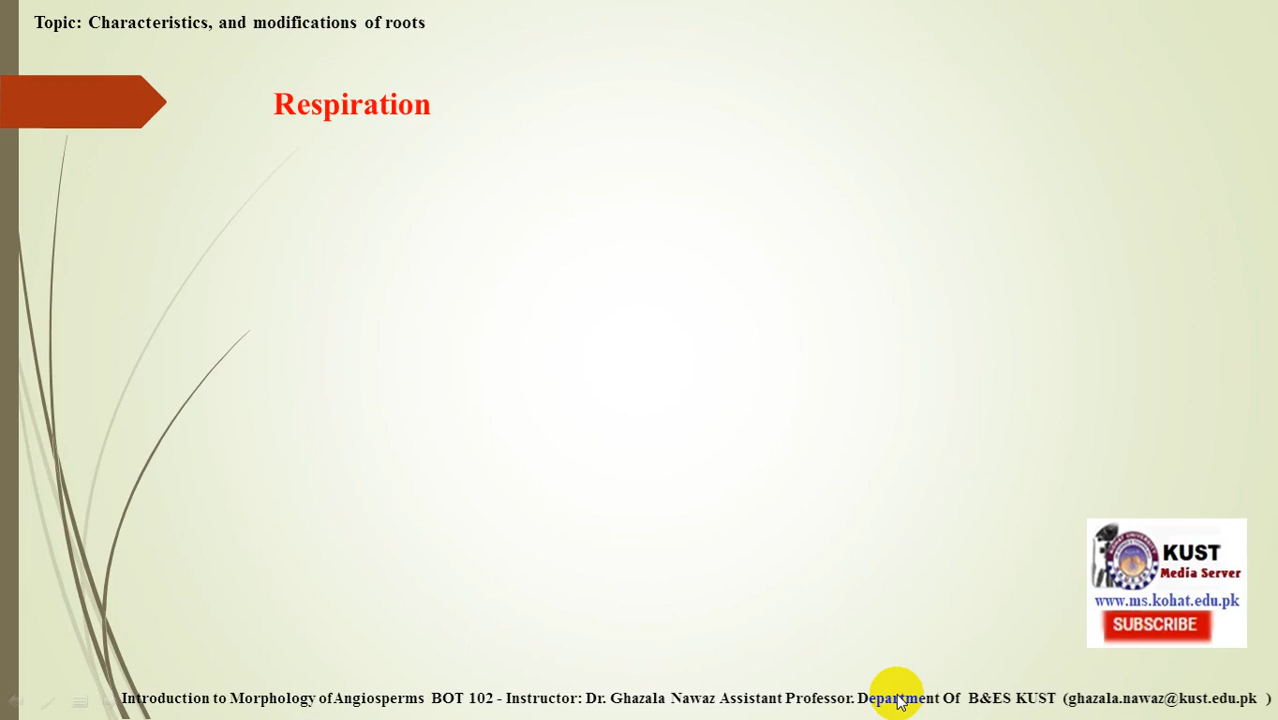 Topic: Characteristics, and modifications of roots
Respiration
KUST
Media Server
www.ms.kohat.edu.pk
SUBSCRIBE
Introduction to Morphology of Angiosperms BOT 102 - Instructor: Dr. Ghazala Nawaz Assistant Professor. Department Of B&ES KUST (ghazala.nawaz@kust.edu.pk )